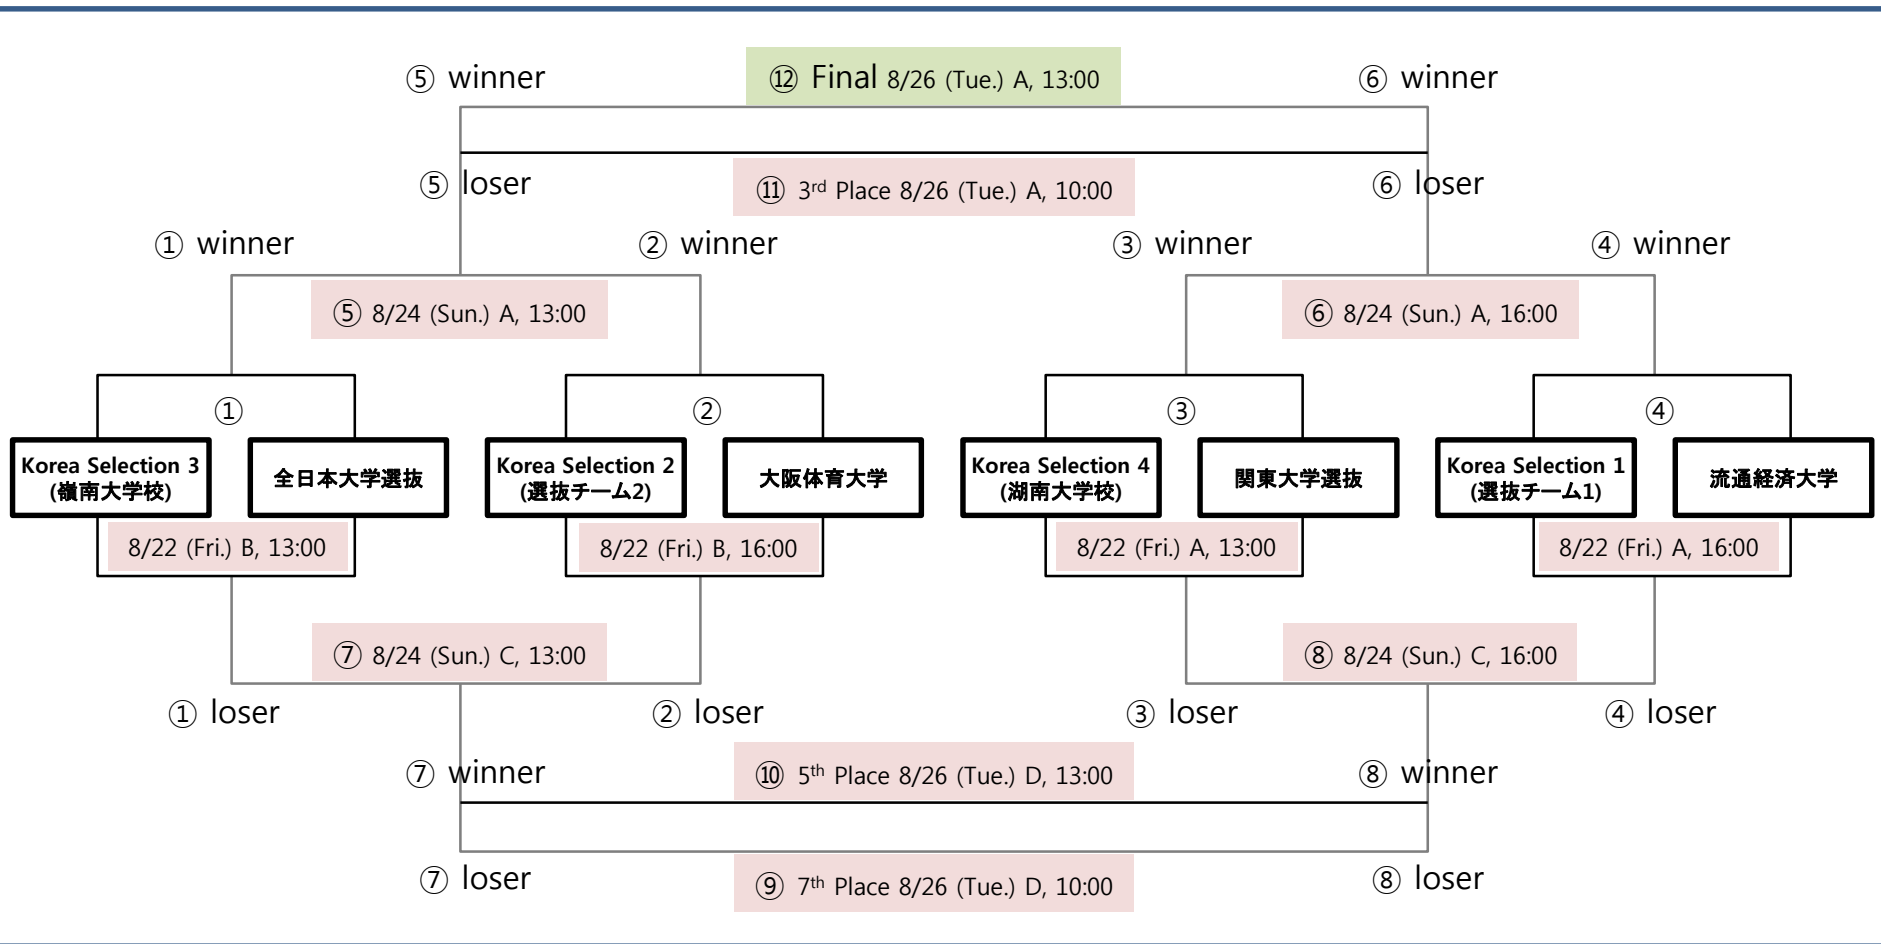 ⑤ winner
⑫ Final 8/26 (Tue.) A, 13:00
⑥ winner
⑤ loser
⑪ 3rd Place 8/26 (Tue.) A, 10:00
⑥ loser
① winner
② winner
③ winner
④ winner
⑤ 8/24 (Sun.) A, 13:00
⑥ 8/24 (Sun.) A, 16:00
①
②
③
④
Korea Selection 3
(嶺南大学校)
全日本大学選抜
Korea Selection 2
(選抜チーム2)
大阪体育大学
Korea Selection 4
(湖南大学校)
関東大学選抜
Korea Selection 1
(選抜チーム1)
流通経済大学
8/22 (Fri.) B, 13:00
8/22 (Fri.) B, 16:00
8/22 (Fri.) A, 13:00
8/22 (Fri.) A, 16:00
⑦ 8/24 (Sun.) C, 13:00
⑧ 8/24 (Sun.) C, 16:00
① loser
② loser
③ loser
④ loser
⑦ winner
⑩ 5th Place 8/26 (Tue.) D, 13:00
⑧ winner
⑦ loser
⑨ 7th Place 8/26 (Tue.) D, 10:00
⑧ loser